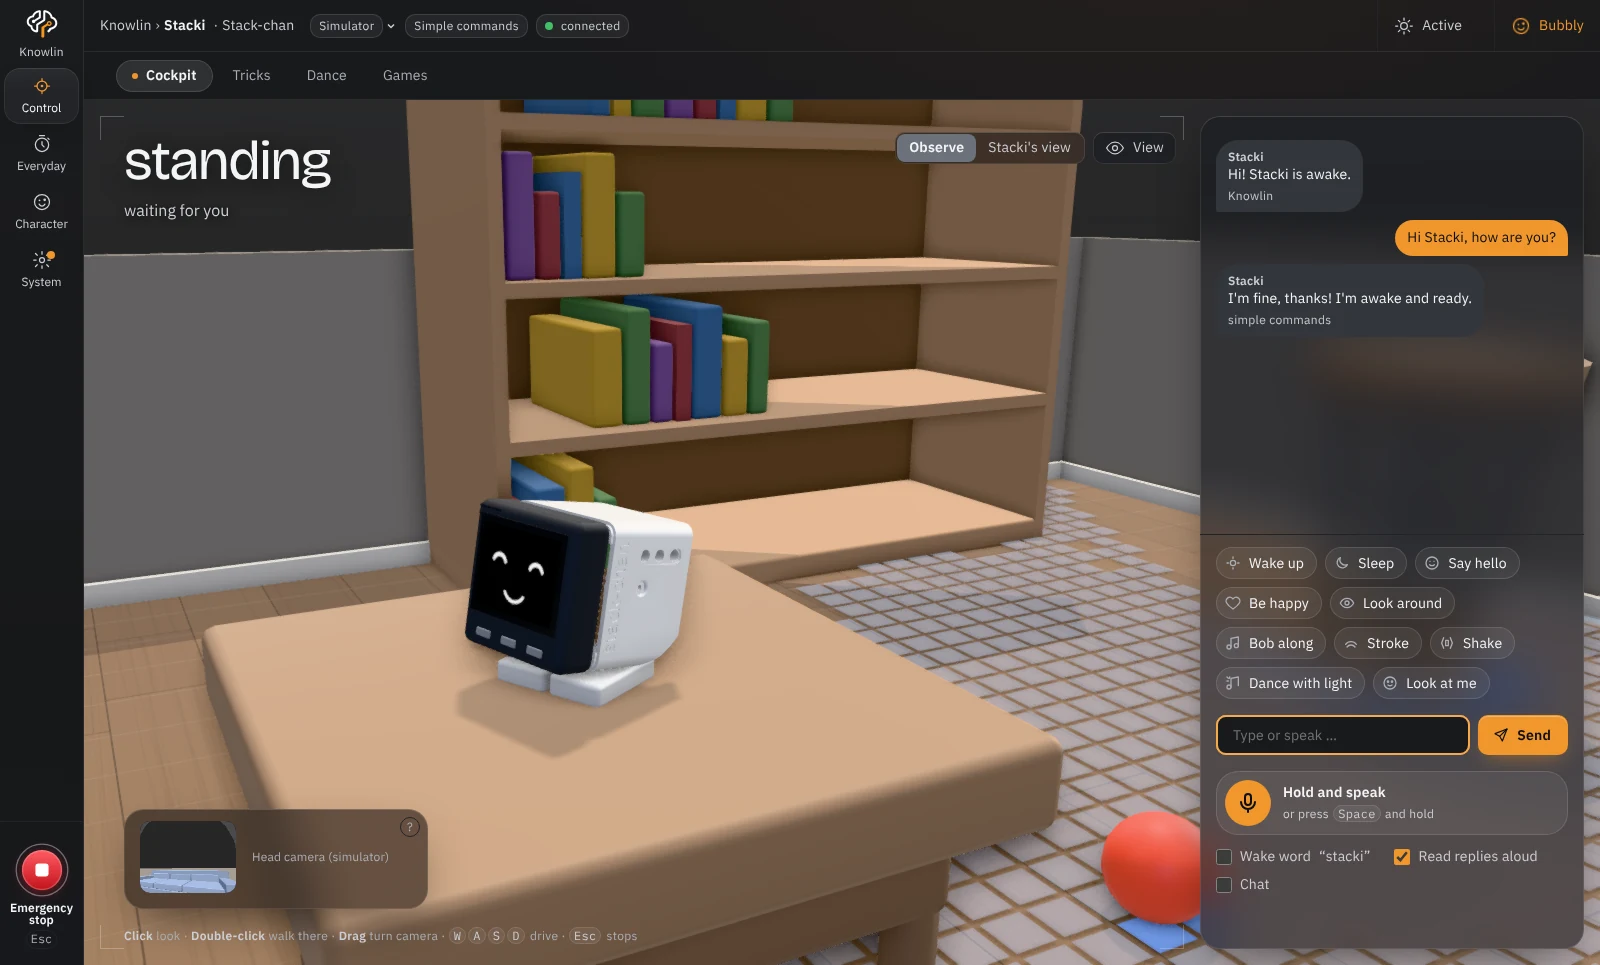 Knowlin
Control
Everyday
Character
System
Emergency
stop
Esc
Knowlin › Stacki · Stack-chan
Simulator
Simple commands
connected
Active
Bubbly
Cockpit
Tricks
Dance
Games
standing
waiting for you
Observe
Stacki's view
View
Stacki
Hi! Stacki is awake.
Knowlin
Hi Stacki, how are you?
Stacki
I'm fine, thanks! I'm awake and ready.
simple commands
Wake up
Sleep
Say hello
Be happy
Look around
Bob along
Stroke
Shake
Dance with light
Look at me
Type or speak ...
Send
Hold and speak
or press Space and hold
Wake word “stacki”
Read replies aloud
Chat
?
Head camera (simulator)
Click look · Double-click walk there · Drag turn camera · W A S D drive · Esc stops